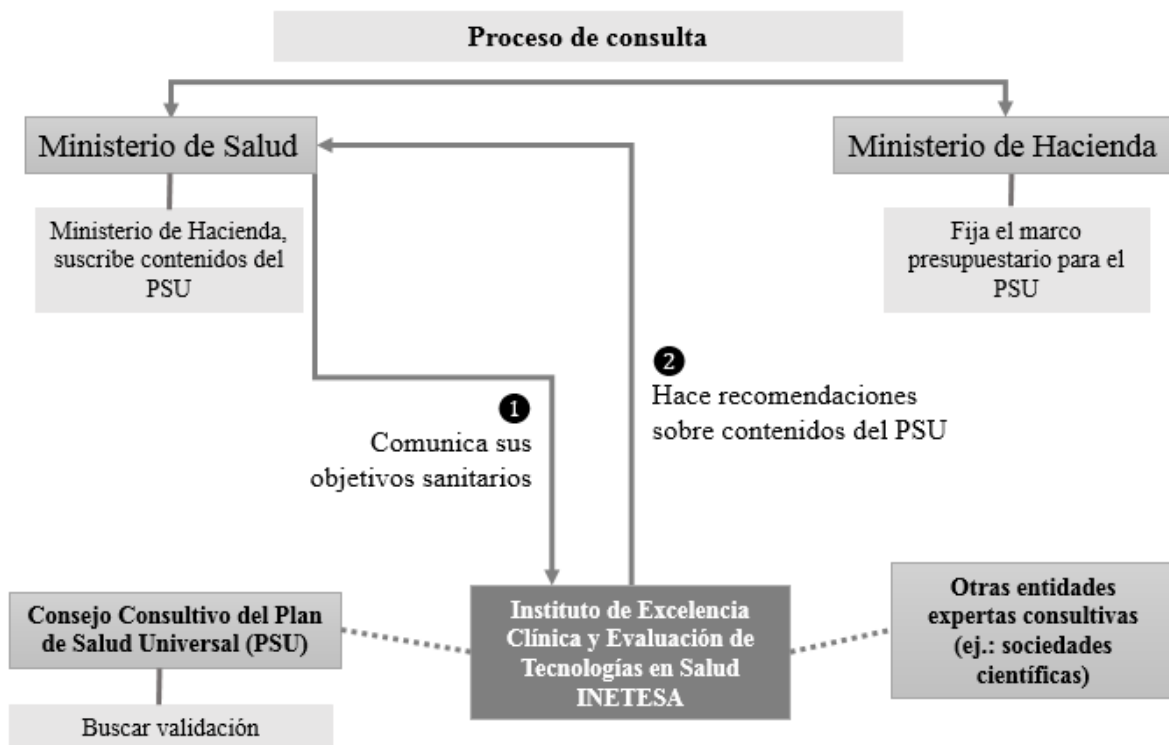 Proceso de consulta
Ministerio de Salud
Ministerio de Hacienda
Ministerio de Hacienda,
suscribe contenidos del
PSU
Fija el marco
presupuestario para el
PSU
1
Comunica sus
objetivos sanitarios
2
Hace recomendaciones
sobre contenidos del PSU
Consejo Consultivo del Plan
de Salud Universal (PSU)
Buscar validación
Instituto de Excelencia
Clínica y Evaluación de
Tecnologías en Salud
INETESA
Otras entidades
expertas consultivas
(ej.: sociedades
científicas)